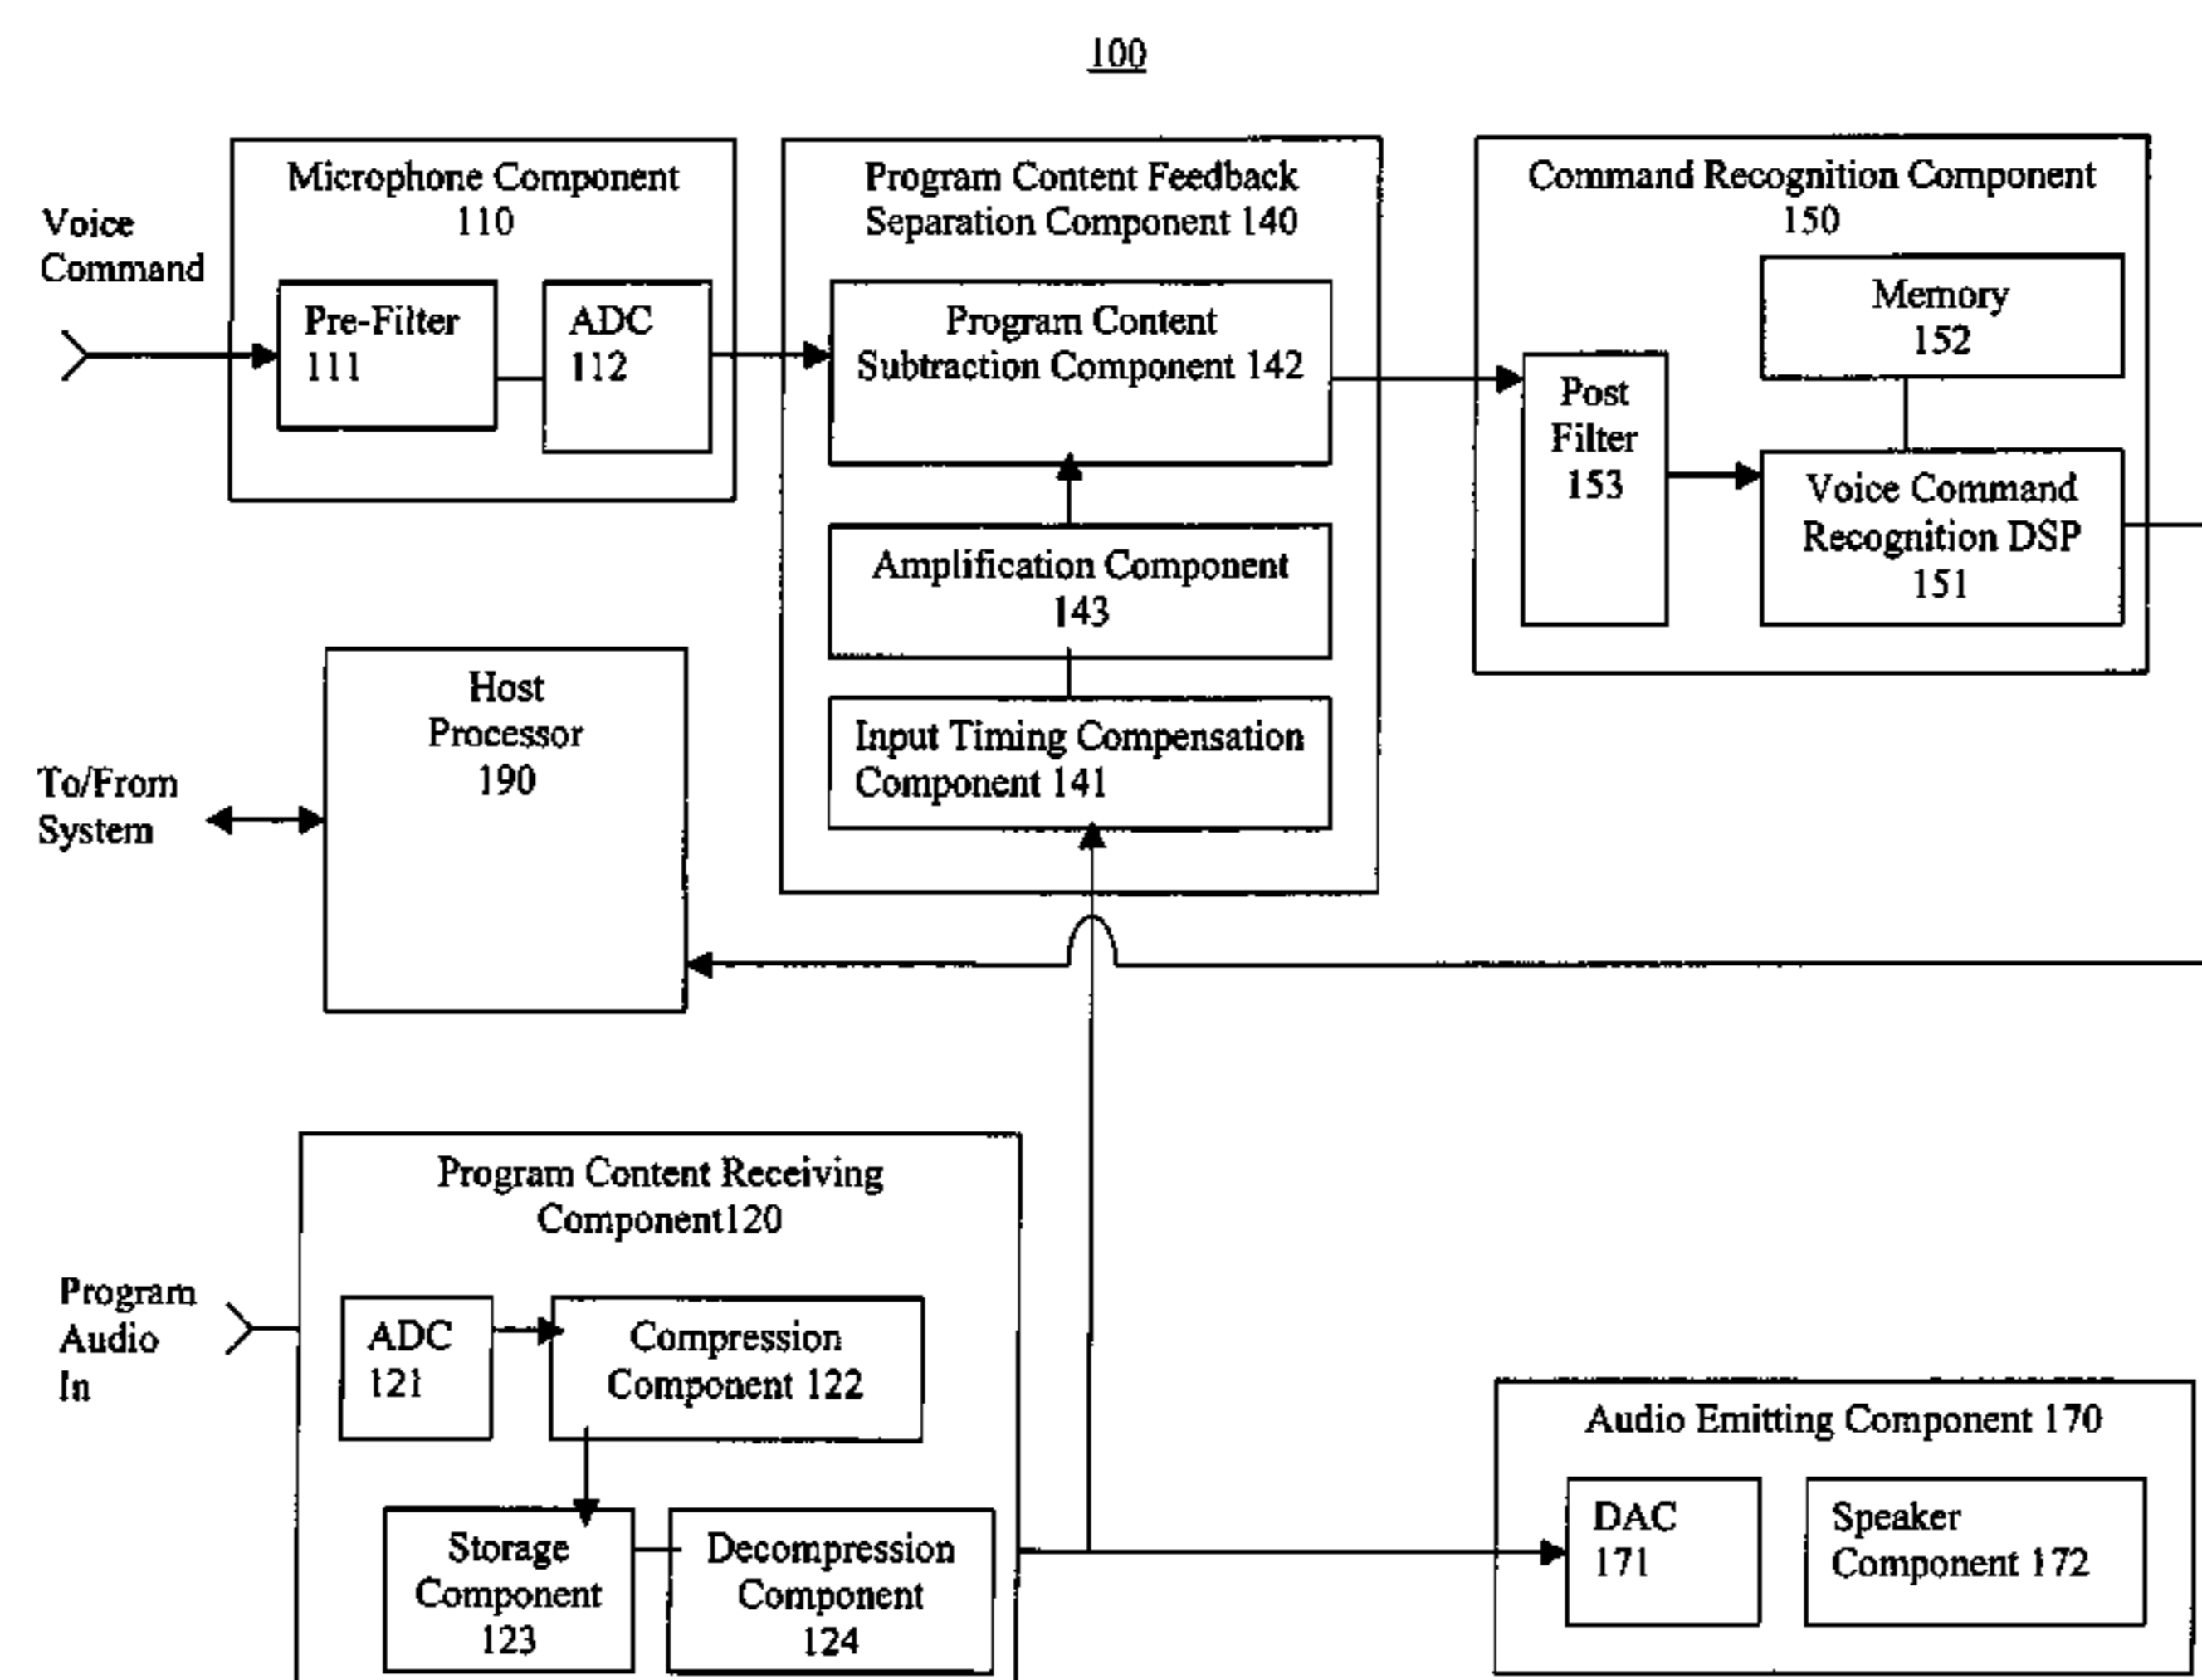 100
Microphone Component
110
Voice
Command
Pre-Filter
111
ADC
112
Program Content Feedback
Separation Component 140
Program Content
Subtraction Component 142
Amplification Component
143
Input Timing Compensation
Component 141
Command Recognition Component
150
Memory
152
Post
Filter
153
Voice Command
Recognition DSP
151
Host
Processor
190
To/From
System
Program Content Receiving
Component120
Program
Audio
In
ADC
121
Compression
Component 122
Storage
Component
123
Decompression
Component
124
Audio Emitting Component 170
DAC
171
Speaker
Component 172